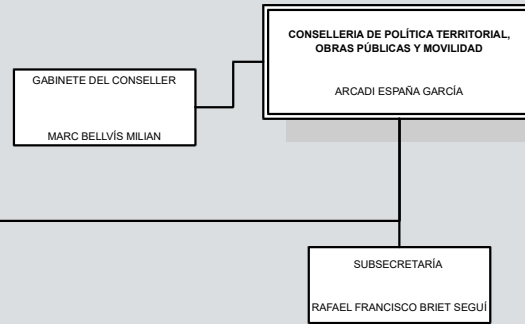 CONSELLERIA DE POLÍTICA TERRITORIAL,
OBRAS PÚBLICAS Y MOVILIDAD
ARCADI ESPAÑA GARCÍA
GABINETE DEL CONSELLER
MARC BELLVÍS MILIAN
SUBSECRETARÍA
RAFAEL FRANCISCO BRIET SEGUÍ